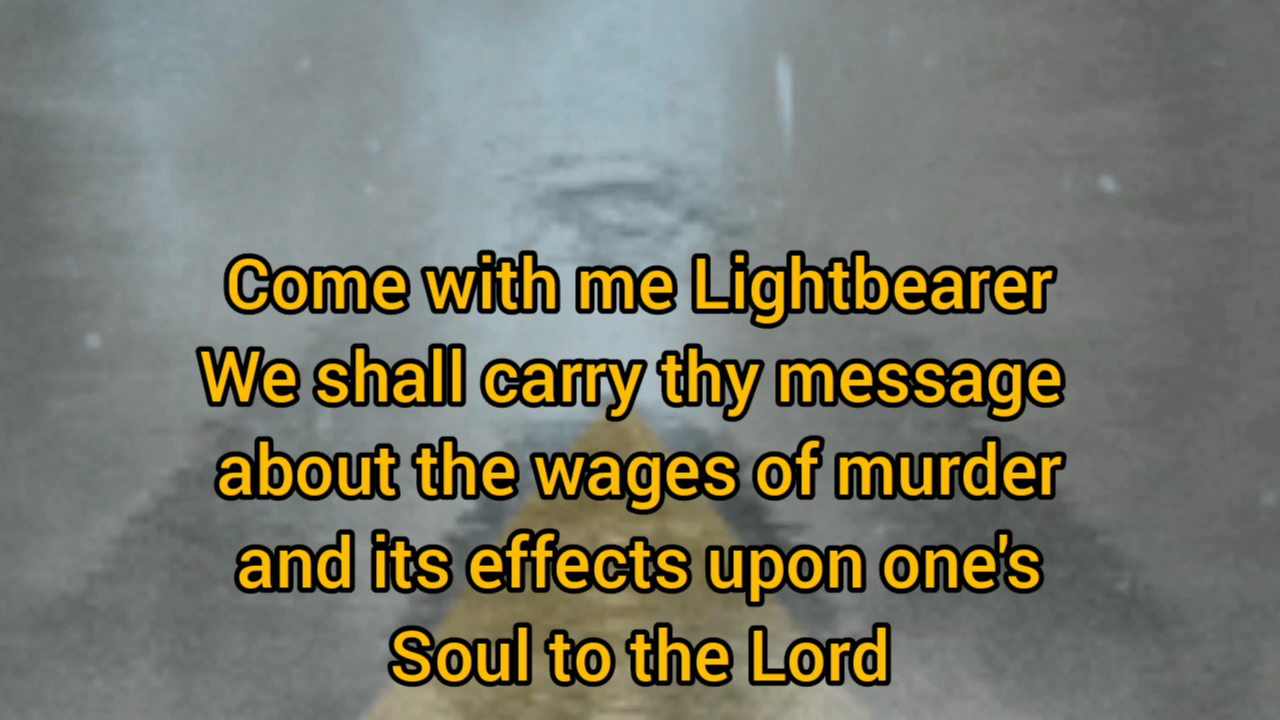 Come with me Lightbearer
We shall carry thy message
about the wages of murder
and its effects upon one's
Soul to the Lord